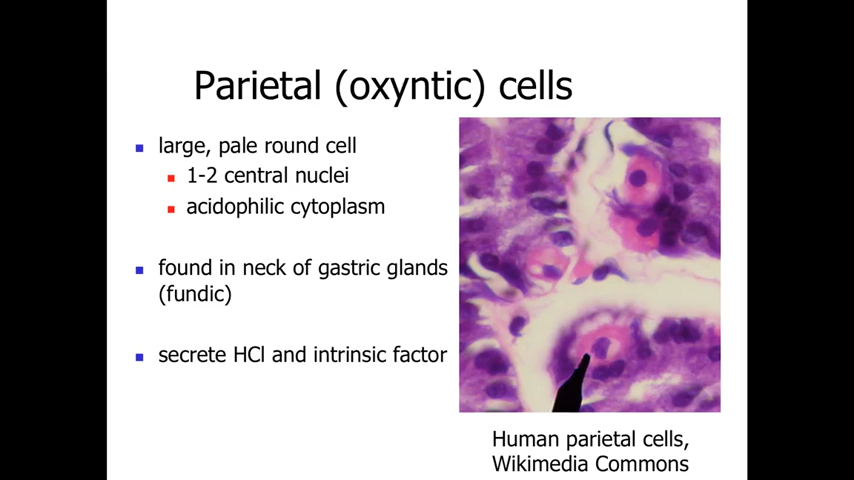 Parietal (oxyntic) cells
large, pale round cell
1-2 central nuclei
acidophilic cytoplasm
found in neck of gastric glands
(fundic)
secrete HCl and intrinsic factor
Human parietal cells,
Wikimedia Commons